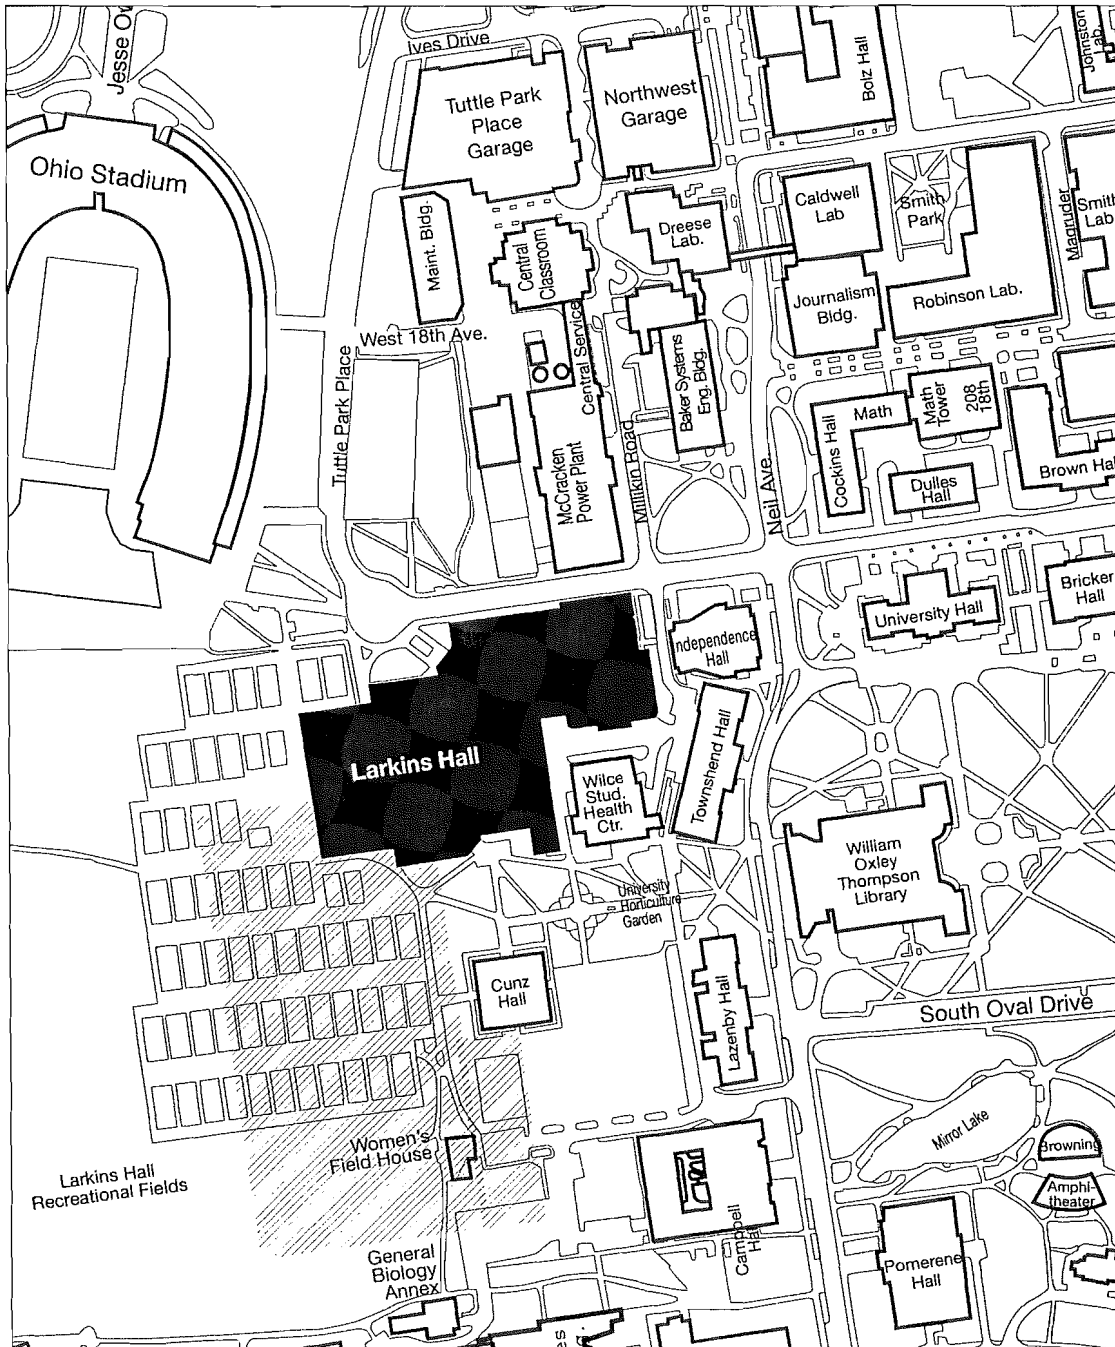 Ives Drive
Jesse Ow
Tuttle Park
Place
Garage
Northwest
Garage
Bolz Hall
Johnston
Lab.
Ohio Stadium
Maint. Bldg.
Central
Classroom
Dreese
Lab.
Caldwell
Lab
Smith
Park
Magruder
Smith
Lab.
Journalism
Bldg.
Robinson Lab.
West 18th Ave.
Central Service
Tuttle Park Place
Baker Systems
Eng. Bldg.
Math
Math
Tower
208
18th
Cockins Hall
McCracken
Power Plant
Millikin Road
Neil Ave.
Dulles
Hall
Brown Hal
Bricker
Hall
University Hall
ndependence
Hall
Larkins Hall
Townshend Hall
Wilce
Stud.
Health
Ctr.
William
Oxley
Thompson
Library
University
Horticulture
Garden
Cunz
Hall
Lazenby Hall
South Oval Drive
Mirror Lake
Women's
Field House
Browning
Amphi-
theater
Larkins Hall
Recreational Fields
Campbell
Hal
General
Biology
Annex
Pomerene
Hall
es